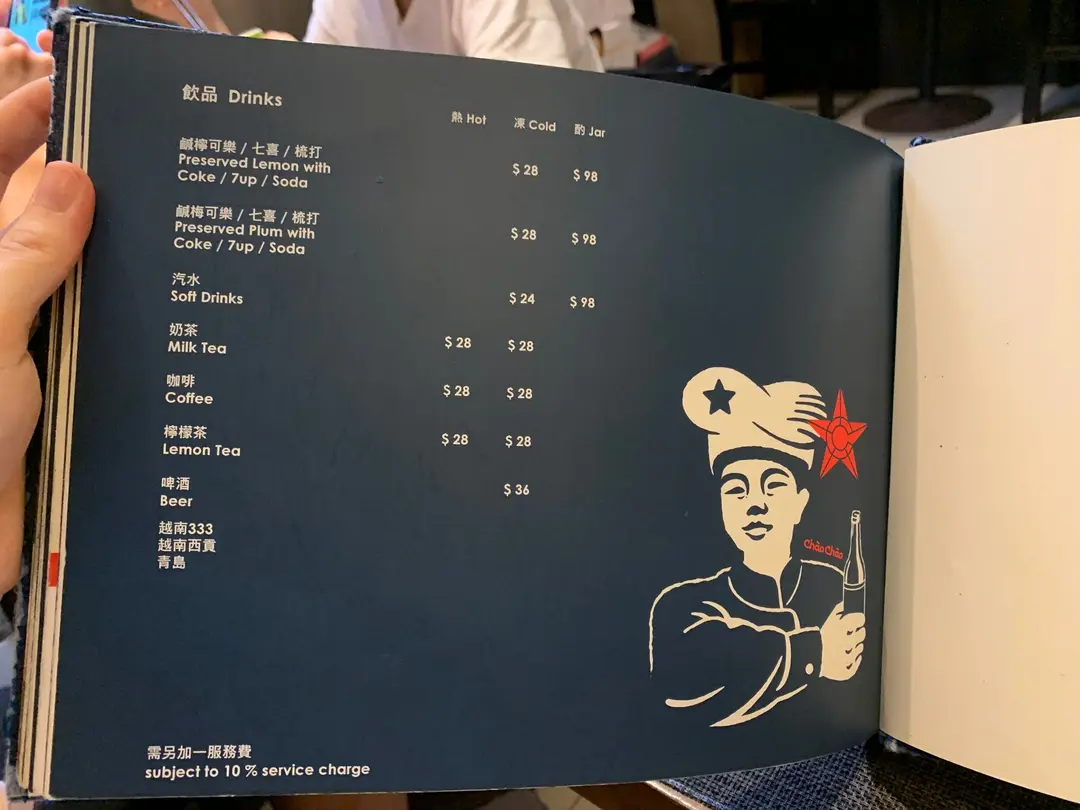 飲品 Drinks
熱 Hot 凍 Cold 酌 Jar
鹹檸可樂 / 七喜 / 梳打
Preserved Lemon with
Coke / 7up / Soda
$ 28 $ 98
鹹梅可樂 / 七喜 / 梳打
Preserved Plum with
Coke / 7up / Soda
$ 28 $ 98
汽水
Soft Drinks
$ 24 $ 98
奶茶
Milk Tea
$ 28 $ 28
咖啡
Coffee
$ 28 $ 28
檸檬茶
Lemon Tea
$ 28 $ 28
啤酒
Beer
$ 36
越南333
越南西貢
青島
Chào Chào
需另加一服務費
subject to 10 % service charge